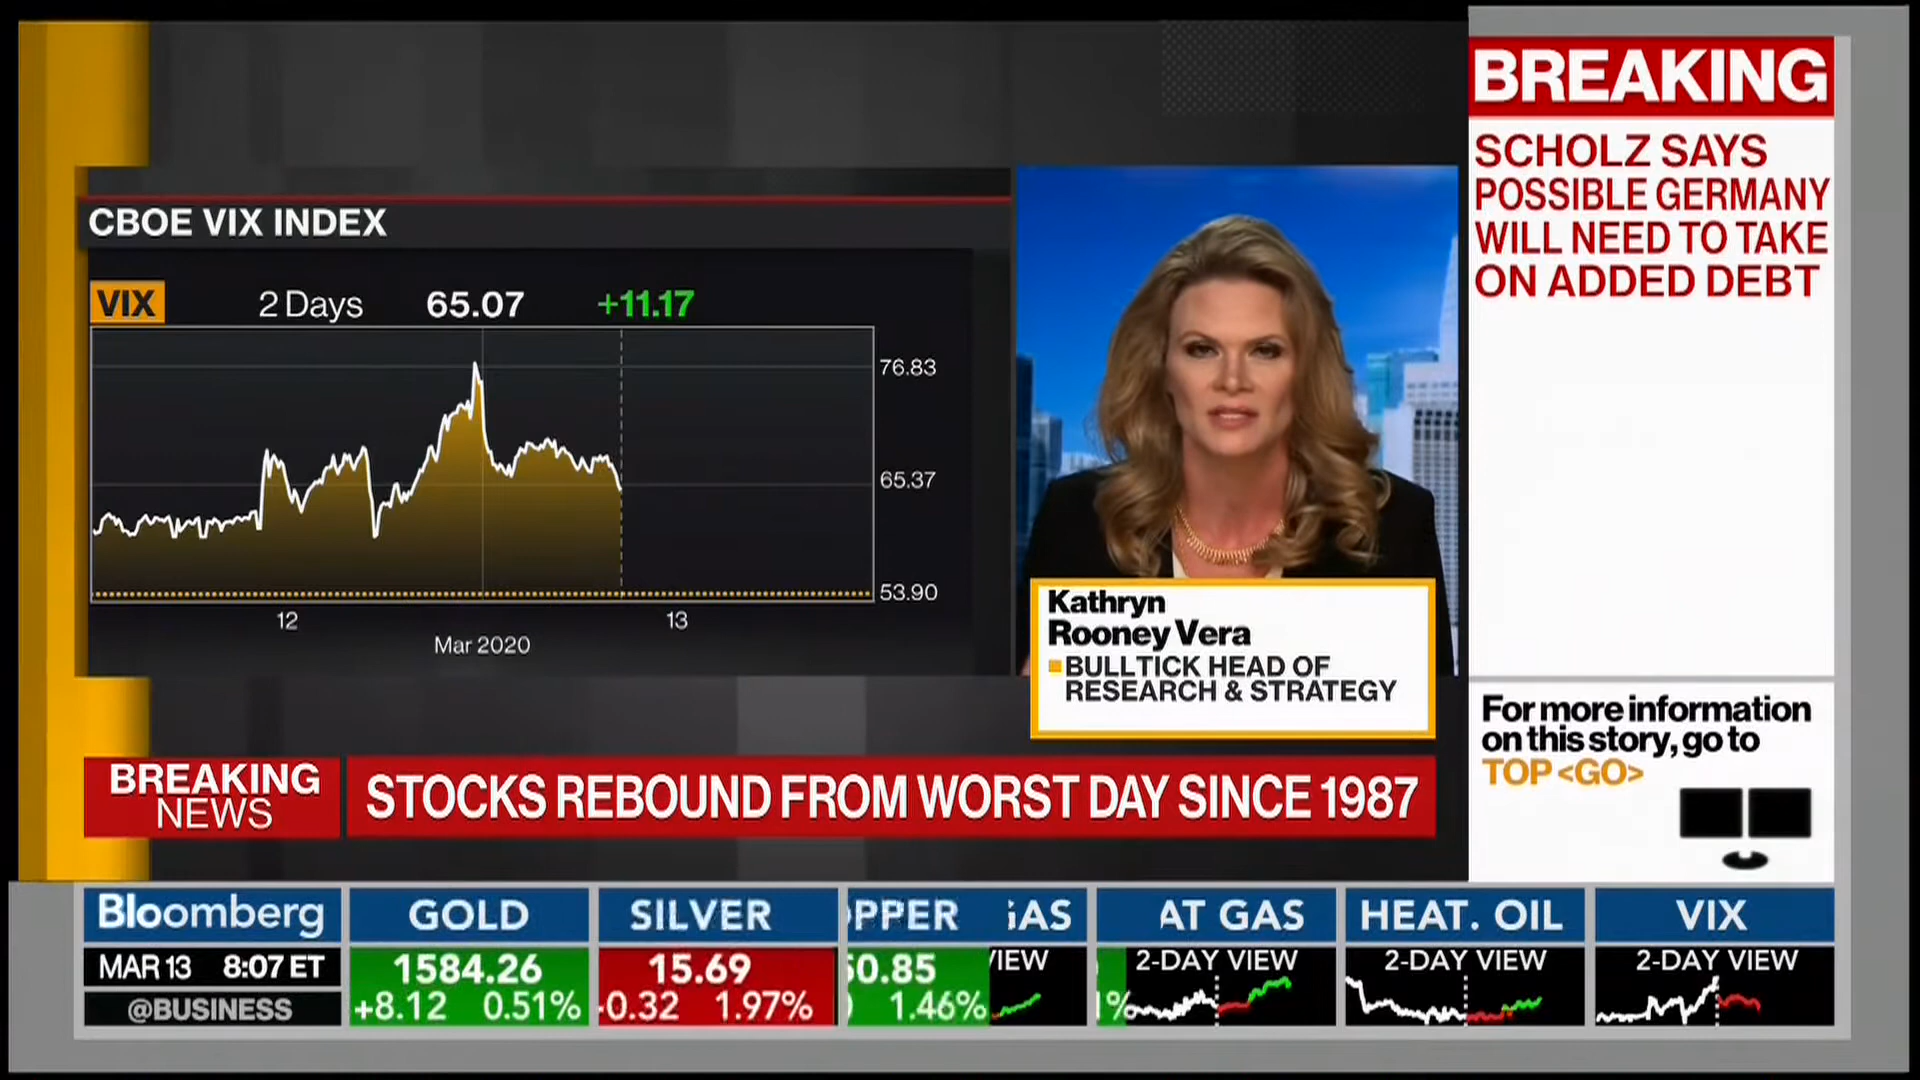 CBOE VIX INDEX
VIX 2 Days 65.07 +11.17
76.83
65.37
53.90
12 13
Mar 2020
Kathryn
Rooney Vera
BULLTICK HEAD OF
RESEARCH & STRATEGY
BREAKING
NEWS
STOCKS REBOUND FROM WORST DAY SINCE 1987
BREAKING
SCHOLZ SAYS
POSSIBLE GERMANY
WILL NEED TO TAKE
ON ADDED DEBT
For more information
on this story, go to
TOP <GO>
Bloomberg GOLD SILVER PPER GAS AT GAS HEAT. OIL VIX
MAR 13 8:07 ET 1584.26 15.69 0.85 VIEW 2-DAY VIEW 2-DAY VIEW 2-DAY VIEW
@BUSINESS +8.12 0.51% -0.32 1.97% 1.46% 1%